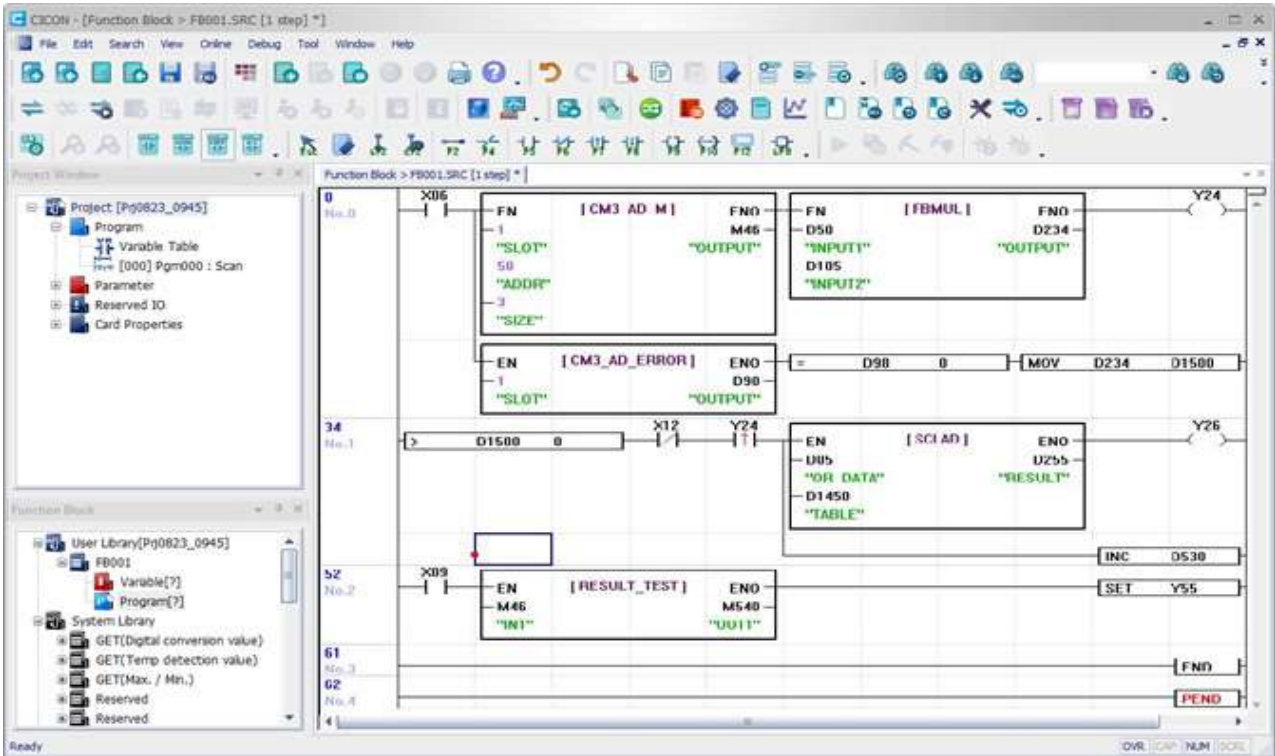 CICON - [Function Block > FB001.SRC [1 step] *]
File Edit Search View Online Debug Tool Window Help
Project Window
Project [Prj0823_0945]
Program
Variable Table
[000] Pgm000 : Scan
Parameter
Reserved IO
Card Properties
Function Block
User Library[Prj0823_0945]
FB001
Variable[?]
Program[?]
System Library
GET(Digital conversion value)
GET(Temp detection value)
GET(Max. / Min.)
Reserved
Reserved
Function Block > FB001.SRC [1 step] *
0 X06 Y24
No.0 EN [CM3_AD_M] ENO EN [FBMUL] ENO
1 M46 D50 D234
"SLOT" "OUTPUT" "INPUT1" "OUTPUT"
50 D105
"ADDR" "INPUT2"
3
"SIZE"
EN [CM3_AD_ERROR] ENO = D98 0 MOV D234 D1500
1 D90
"SLOT" "OUTPUT"
34 X12 Y24 Y26
No.1 > D1500 0 EN [SCLAD] ENO
D255
"OR_DATA" "RESULT"
D1450
"TABLE"
INC D530
52 X09
No.2 EN [RESULT_TEST] ENO SET Y55
M46 M540
"IN1" "OUT1"
61
No.3 END
62
No.4 PEND
Ready OVR CAP NUM SCRL